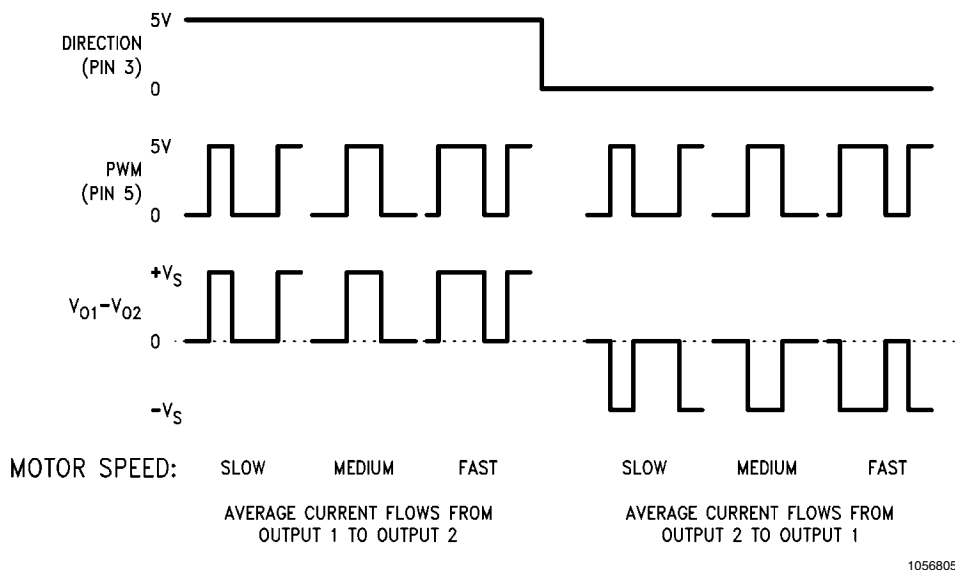 5V
DIRECTION
(PIN 3)
0
5V
PWM
(PIN 5)
0
+VS
VO1−VO2
0
−VS
MOTOR SPEED: SLOW MEDIUM FAST SLOW MEDIUM FAST
AVERAGE CURRENT FLOWS FROM
OUTPUT 1 TO OUTPUT 2
AVERAGE CURRENT FLOWS FROM
OUTPUT 2 TO OUTPUT 1
1056805